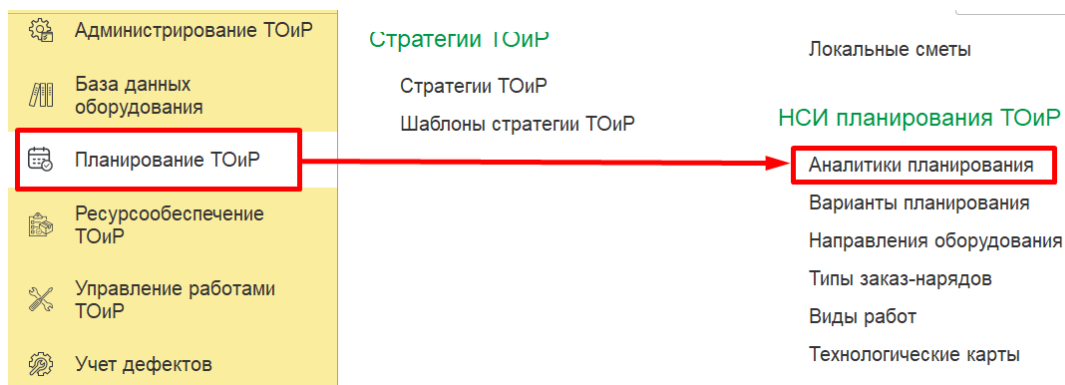 Администрирование ТОиР
База данных
оборудования
Планирование ТОиР
Ресурсообеспечение
ТОиР
Управление работами
ТОиР
Учет дефектов
Стратегии ТОиР
Стратегии ТОиР
Шаблоны стратегии ТОиР
Локальные сметы
НСИ планирования ТОиР
Аналитики планирования
Варианты планирования
Направления оборудования
Типы заказ-нарядов
Виды работ
Технологические карты